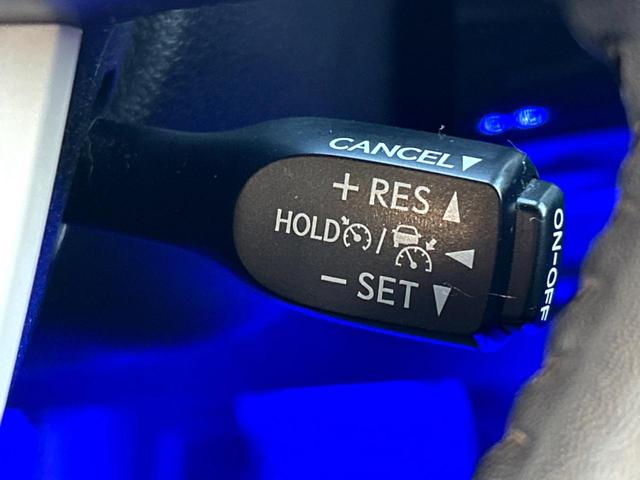 CANCEL▼
+ RES ▲
HOLD / ◀
− SET ▼
ON-OFF